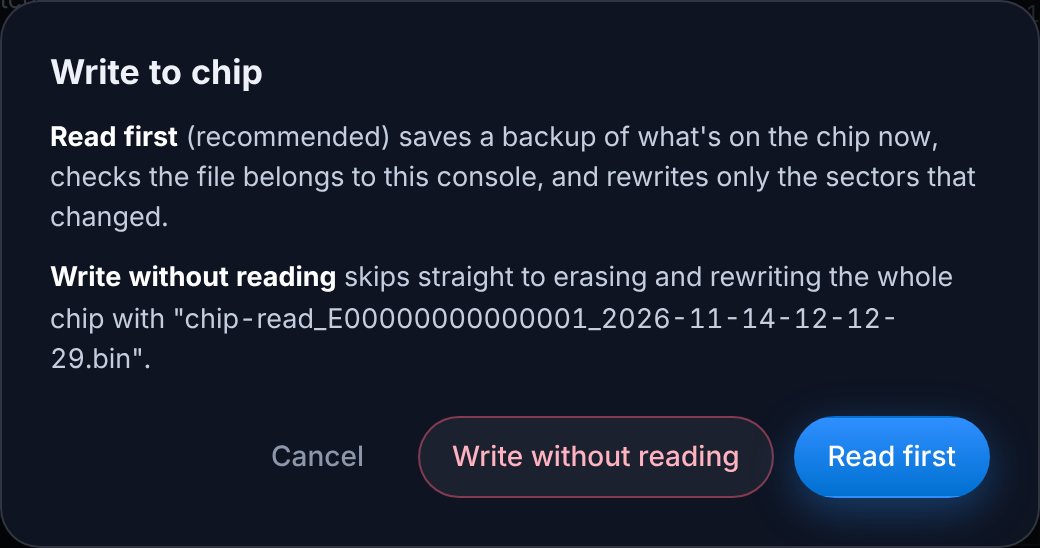 Write to chip
Read first (recommended) saves a backup of what's on the chip now,
checks the file belongs to this console, and rewrites only the sectors that
changed.
Write without reading skips straight to erasing and rewriting the whole
chip with "chip-read_E00000000000001_2026-11-14-12-12-
29.bin".
Cancel
Write without reading
Read first